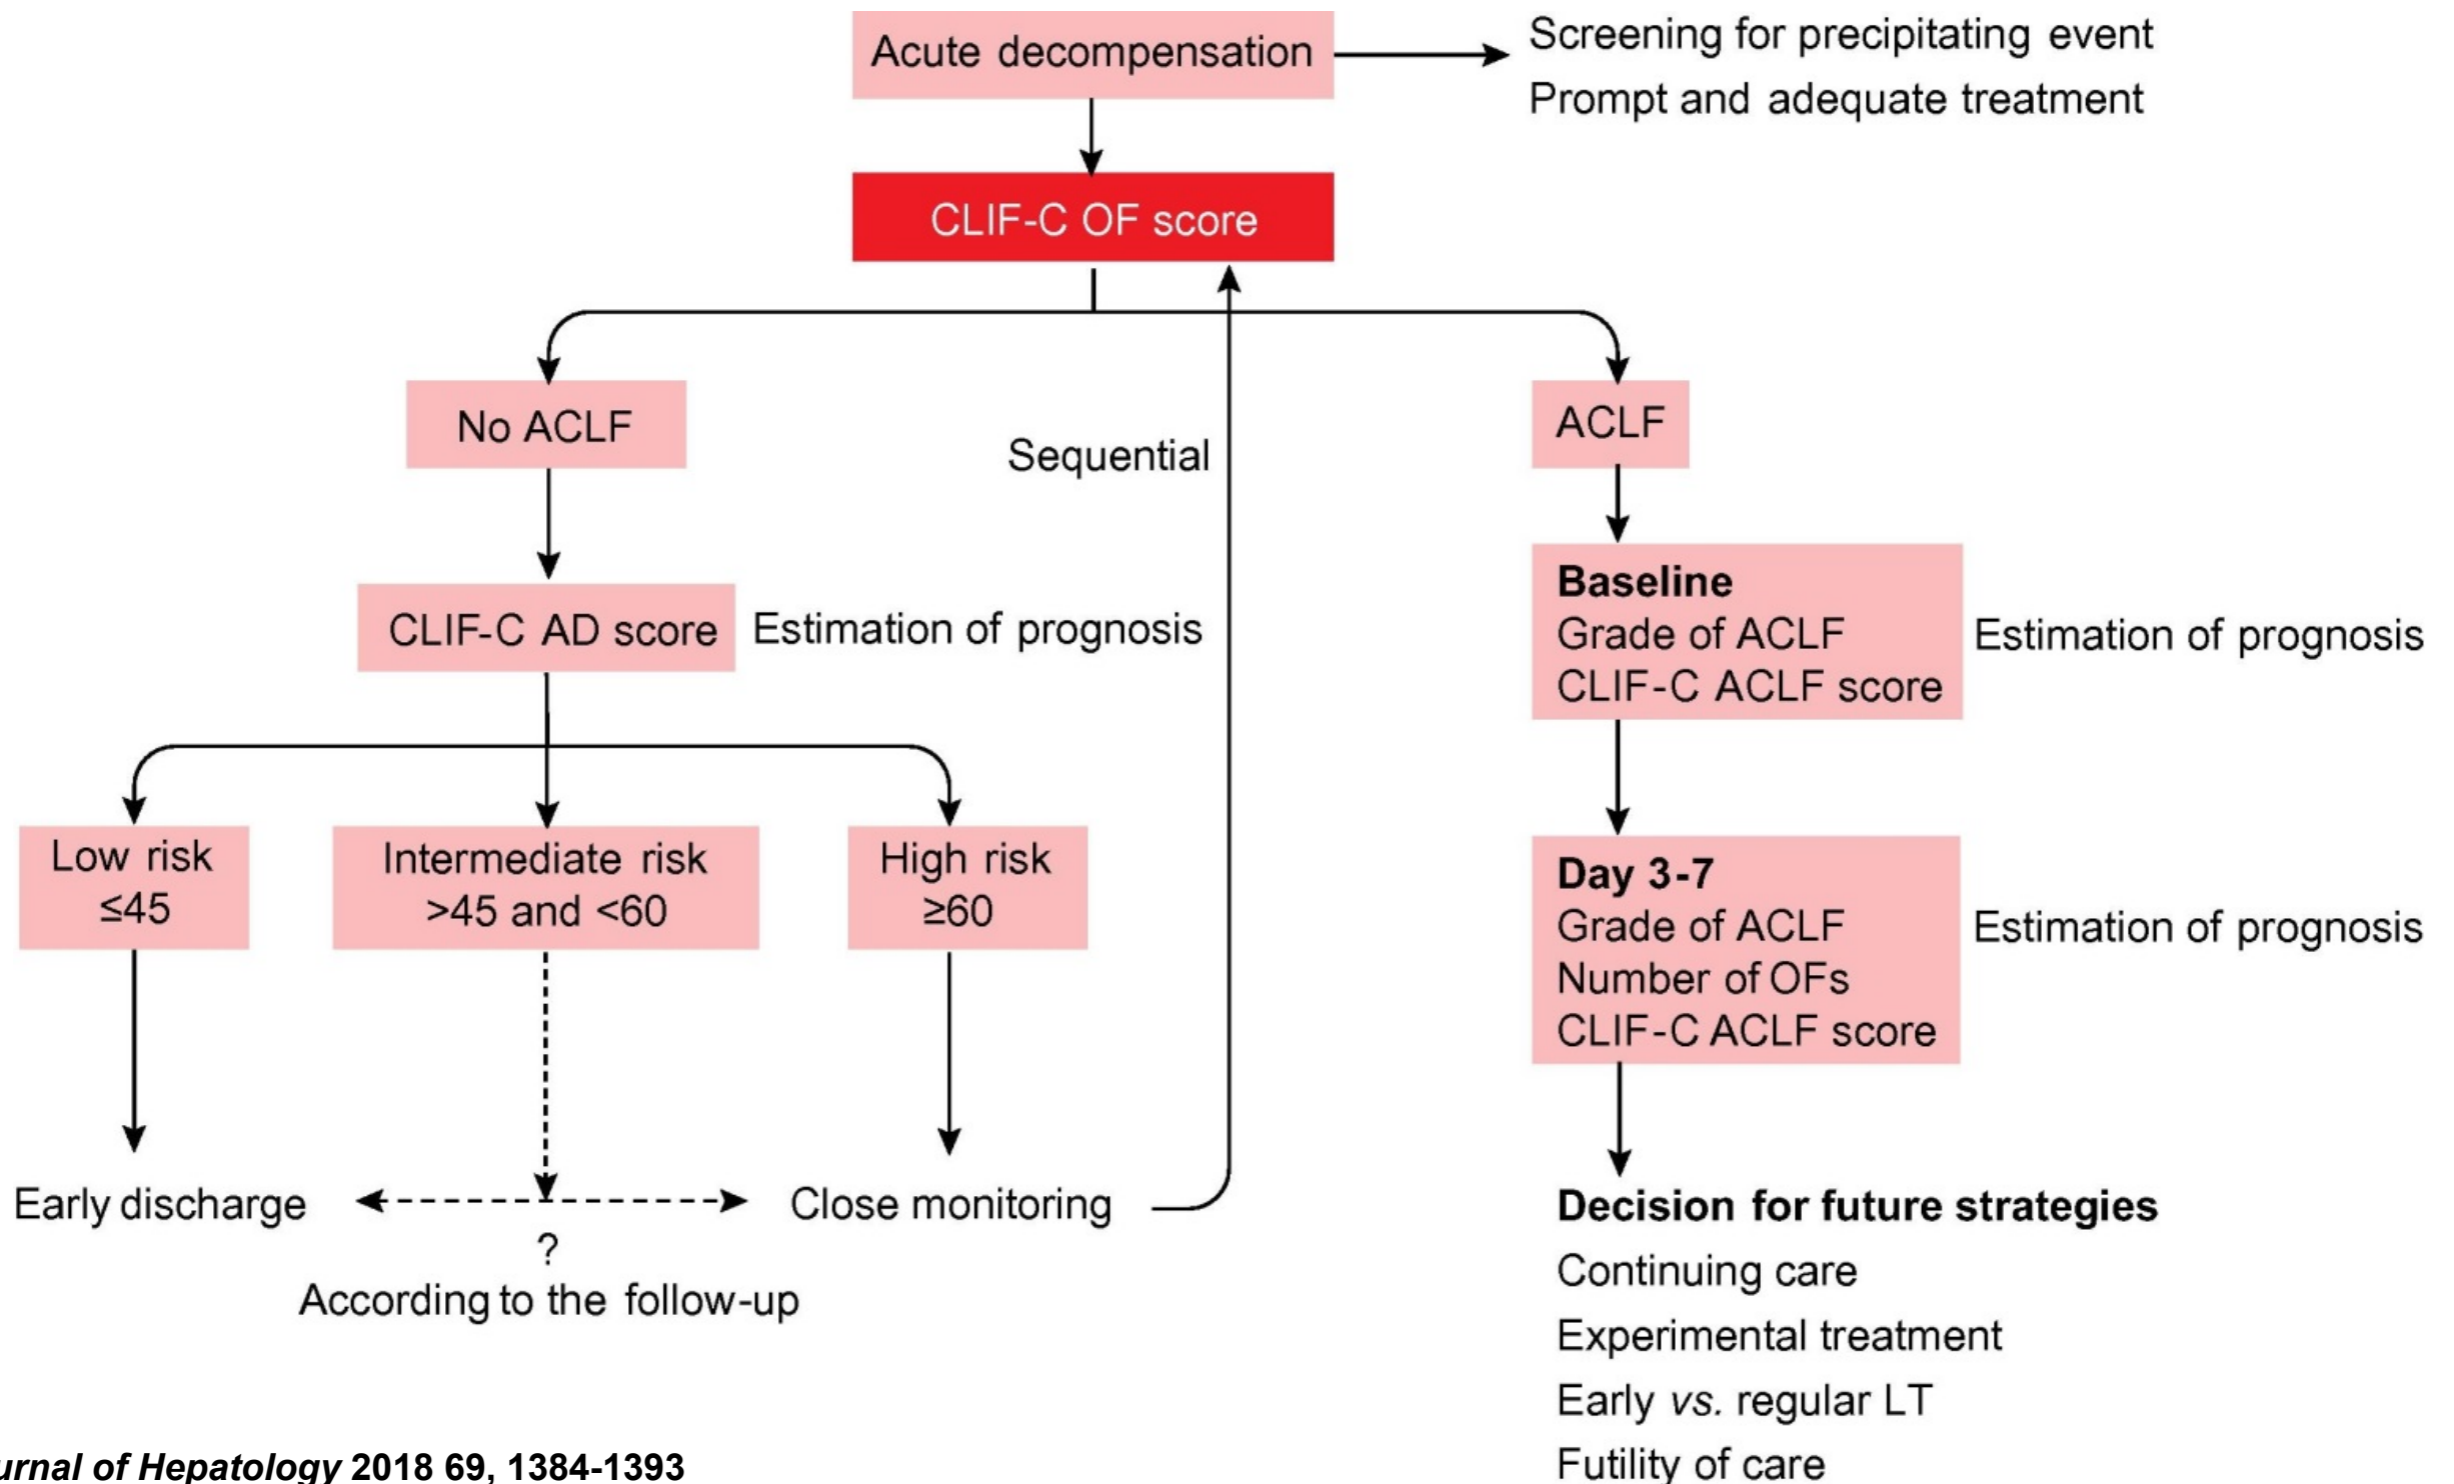 Acute decompensation
Screening for precipitating event
Prompt and adequate treatment
CLIF-C OF score
No ACLF
Sequential
ACLF
CLIF-C AD score
Estimation of prognosis
Baseline
Grade of ACLF
CLIF-C ACLF score
Estimation of prognosis
Low risk
≤45
Intermediate risk
>45 and <60
High risk
≥60
Day 3-7
Grade of ACLF
Number of OFs
CLIF-C ACLF score
Estimation of prognosis
Early discharge
?
According to the follow-up
Close monitoring
Decision for future strategies
Continuing care
Experimental treatment
Early vs. regular LT
Futility of care
of Hepatology 2018 69, 1384-1393